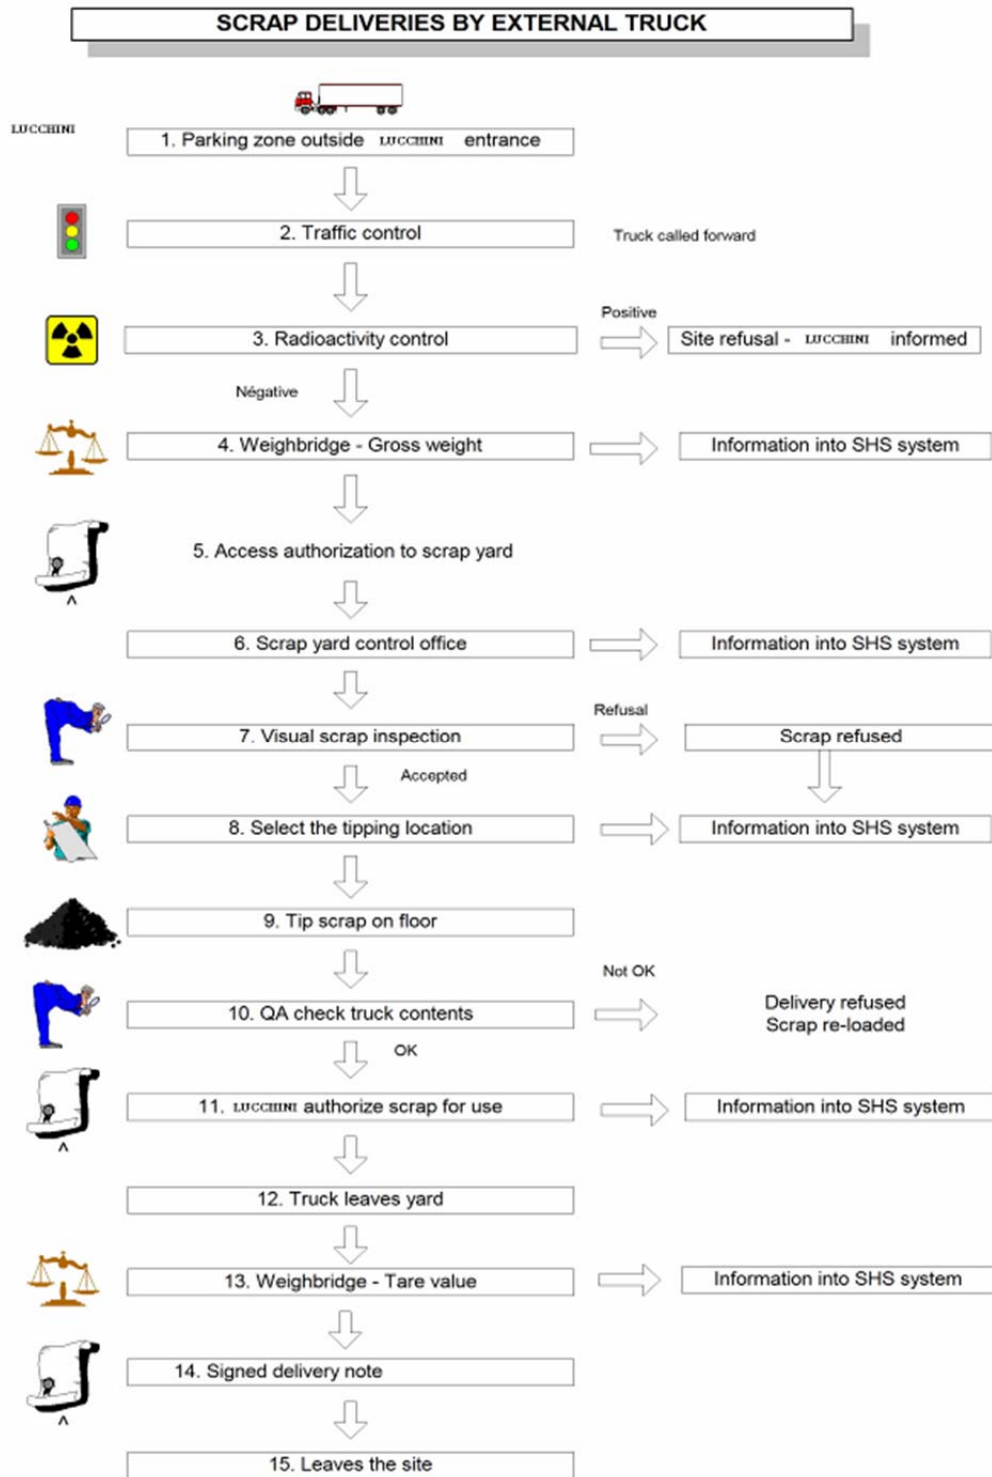 SCRAP DELIVERIES BY EXTERNAL TRUCK
LUCCHINI
1. Parking zone outside LUCCHINI entrance
2. Traffic control
Truck called forward
Positive
3. Radioactivity control
Site refusal - LUCCHINI informed
Négative
4. Weighbridge - Gross weight
Information into SHS system
5. Access authorization to scrap yard
6. Scrap yard control office
Information into SHS system
Refusal
7. Visual scrap inspection
Scrap refused
Accepted
8. Select the tipping location
Information into SHS system
9. Tip scrap on floor
Not OK
10. QA check truck contents
Delivery refused
Scrap re-loaded
OK
11. LUCCHINI authorize scrap for use
Information into SHS system
12. Truck leaves yard
13. Weighbridge - Tare value
Information into SHS system
14. Signed delivery note
15. Leaves the site